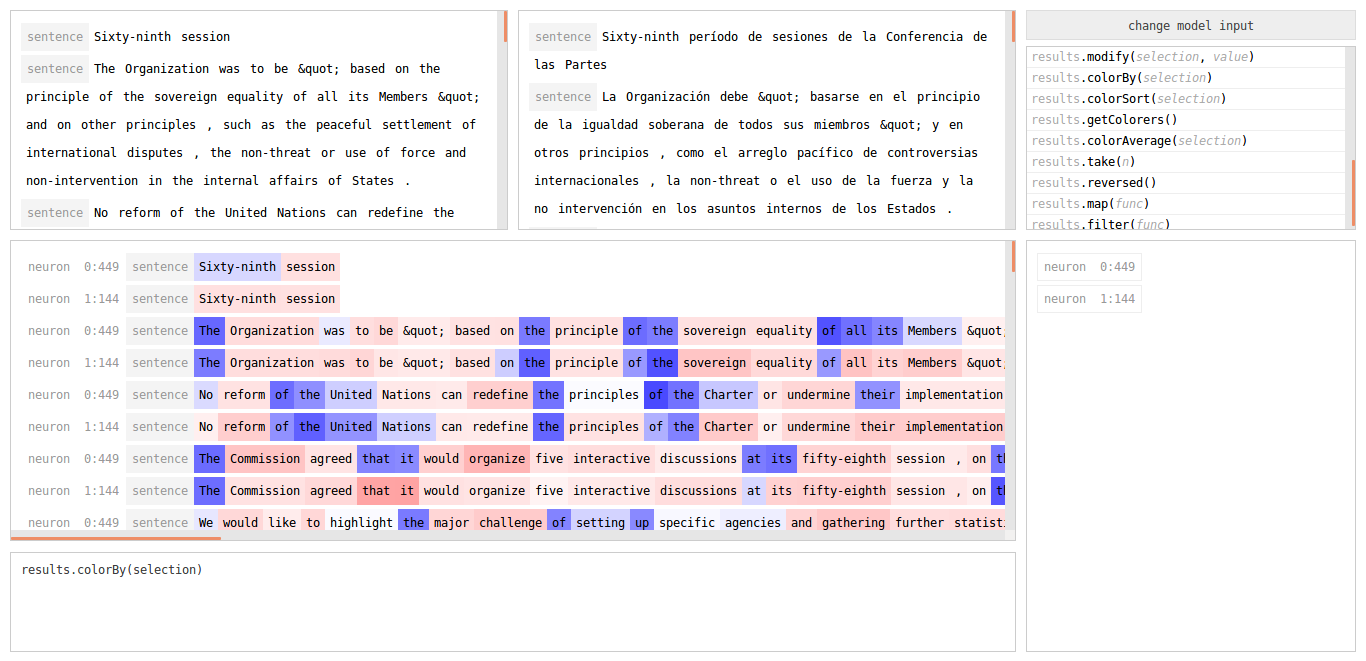 sentence Sixty-ninth session
sentence The Organization was to be &quot; based on the
principle of the sovereign equality of all its Members &quot;
and on other principles , such as the peaceful settlement of
international disputes , the non-threat or use of force and
non-intervention in the internal affairs of States .
sentence No reform of the United Nations can redefine the
sentence Sixty-ninth período de sesiones de la Conferencia de
las Partes
sentence La Organización debe &quot; basarse en el principio
de la igualdad soberana de todos sus miembros &quot; y en
otros principios , como el arreglo pacífico de controversias
internacionales , la non-threat o el uso de la fuerza y la
no intervención en los asuntos internos de los Estados .
change model input
results.modify(selection, value)
results.colorBy(selection)
results.colorSort(selection)
results.getColorers()
results.colorAverage(selection)
results.take(n)
results.reversed()
results.map(func)
results.filter(func)
neuron 0:449 sentence Sixty-ninth session
neuron 1:144 sentence Sixty-ninth session
neuron 0:449 sentence The Organization was to be &quot; based on the principle of the sovereign equality of all its Members &quot;
neuron 1:144 sentence The Organization was to be &quot; based on the principle of the sovereign equality of all its Members &quot;
neuron 0:449 sentence No reform of the United Nations can redefine the principles of the Charter or undermine their implementation
neuron 1:144 sentence No reform of the United Nations can redefine the principles of the Charter or undermine their implementation
neuron 0:449 sentence The Commission agreed that it would organize five interactive discussions at its fifty-eighth session , on
neuron 1:144 sentence The Commission agreed that it would organize five interactive discussions at its fifty-eighth session , on
neuron 0:449 sentence We would like to highlight the major challenge of setting up specific agencies and gathering further
neuron 0:449
neuron 1:144
results.colorBy(selection)